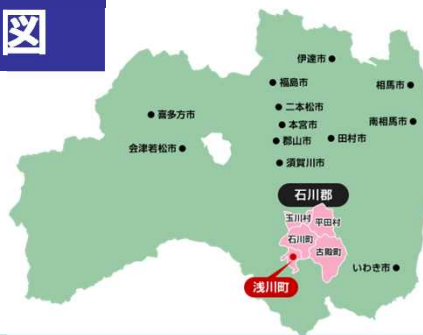 図
伊達市
福島市
相馬市
二本松市
喜多方市
本宮市
南相馬市
郡山市
田村市
会津若松市
須賀川市
石川郡
玉川村
平田村
石川町
古殿町
いわき市
浅川町